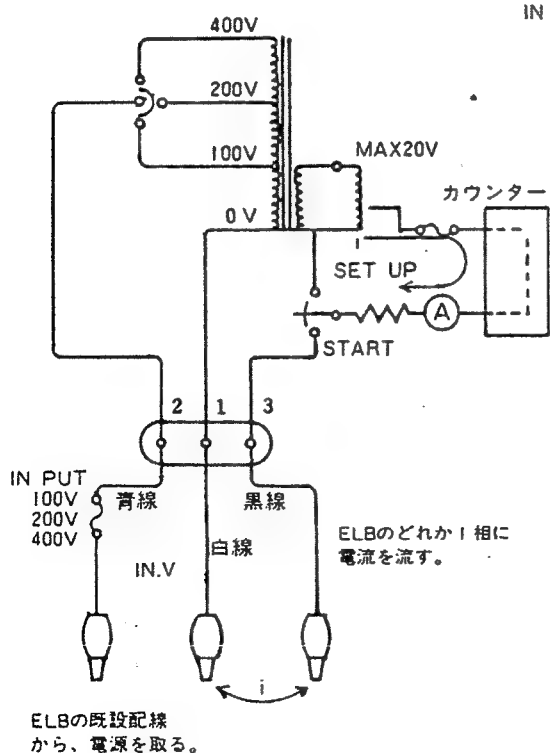 400V
IN
200V
100V
MAX20V
カウンター
0V
SET UP
A
START
2 1 3
IN PUT
100V
200V
400V
青線
黒線
白線
IN.V
ELBのどれか1相に
電流を流す。
i
ELBの既設配線
から、電源を取る。